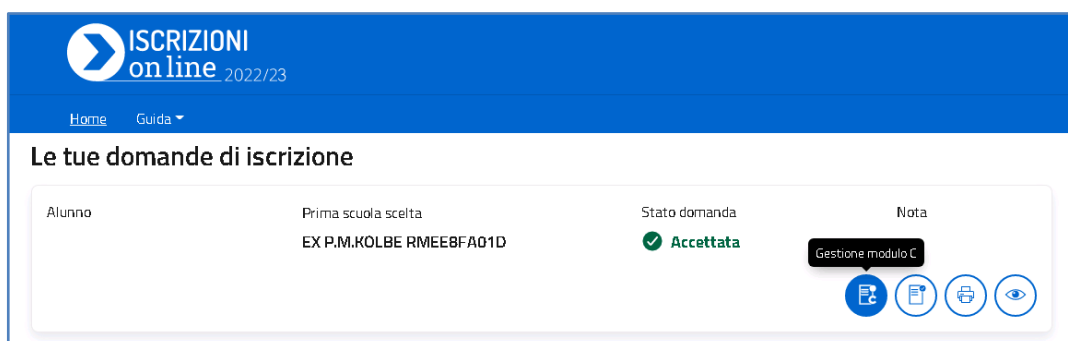 ISCRIZIONI
on line 2022/23
Home Guida
Le tue domande di iscrizione
Alunno Prima scuola scelta Stato domanda Nota
EX P.M.KOLBE RMEE8FA01D Accettata
Gestione modulo C